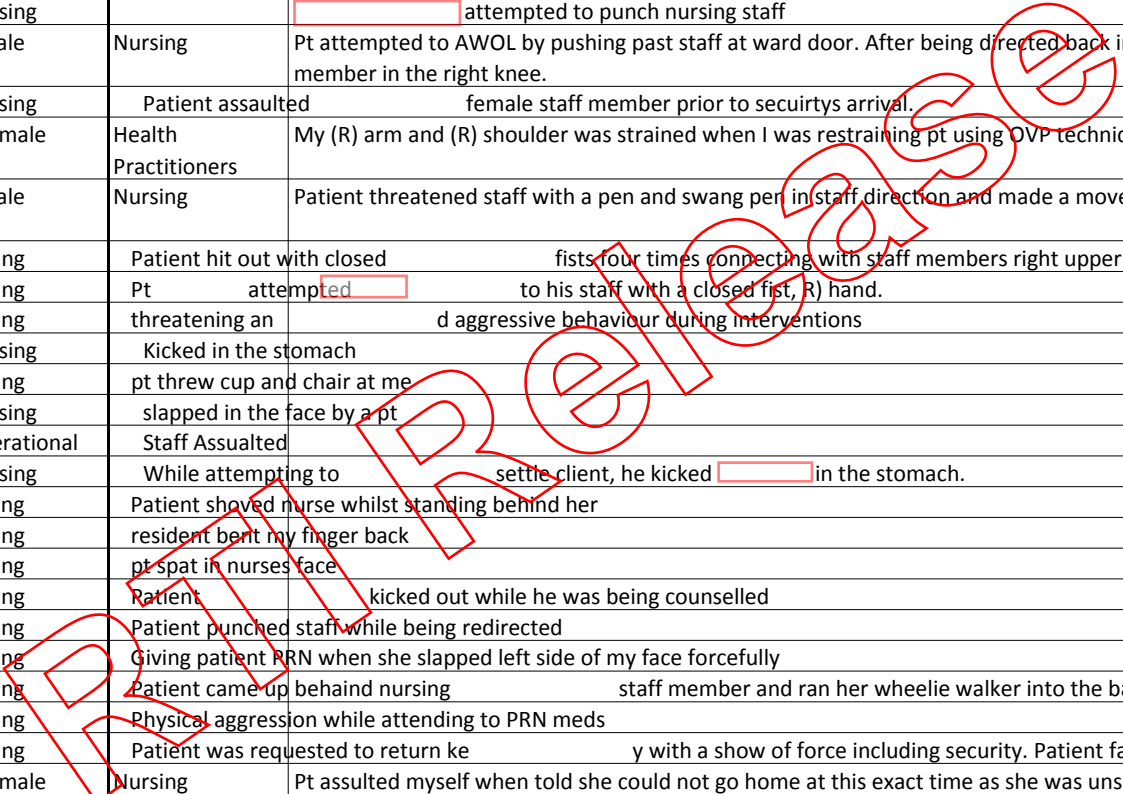 sing attempted to punch nursing staff
ale Nursing Pt attempted to AWOL by pushing past staff at ward door. After being directed back i
member in the right knee.
sing Patient assaulted female staff member prior to secuirtys arrival.
male Health My (R) arm and (R) shoulder was strained when I was restraining pt using OVP techni
Practitioners
ale Nursing Patient threatened staff with a pen and swang pen in staff direction and made a move
ng Patient hit out with closed fists four times connecting with staff members right upper
ng Pt attempted to his staff with a closed fist, R) hand.
ng threatening an d aggressive behaviour during interventions
sing Kicked in the stomach
ng pt threw cup and chair at me
sing slapped in the face by a pt
erational Staff Assualted
sing While attempting to settle client, he kicked in the stomach.
ng Patient shoved nurse whilst standing behind her
ng resident bent my finger back
ng pt spat in nurses face
ng Patient kicked out while he was being counselled
ng Patient punched staff while being redirected
ng Giving patient PRN when she slapped left side of my face forcefully
ng Patient came up behaind nursing staff member and ran her wheelie walker into the ba
ng Physical aggression while attending to PRN meds
ng Patient was requested to return ke y with a show of force including security. Patient fa
male Nursing Pt assulted myself when told she could not go home at this exact time as she was uns
RTI Release